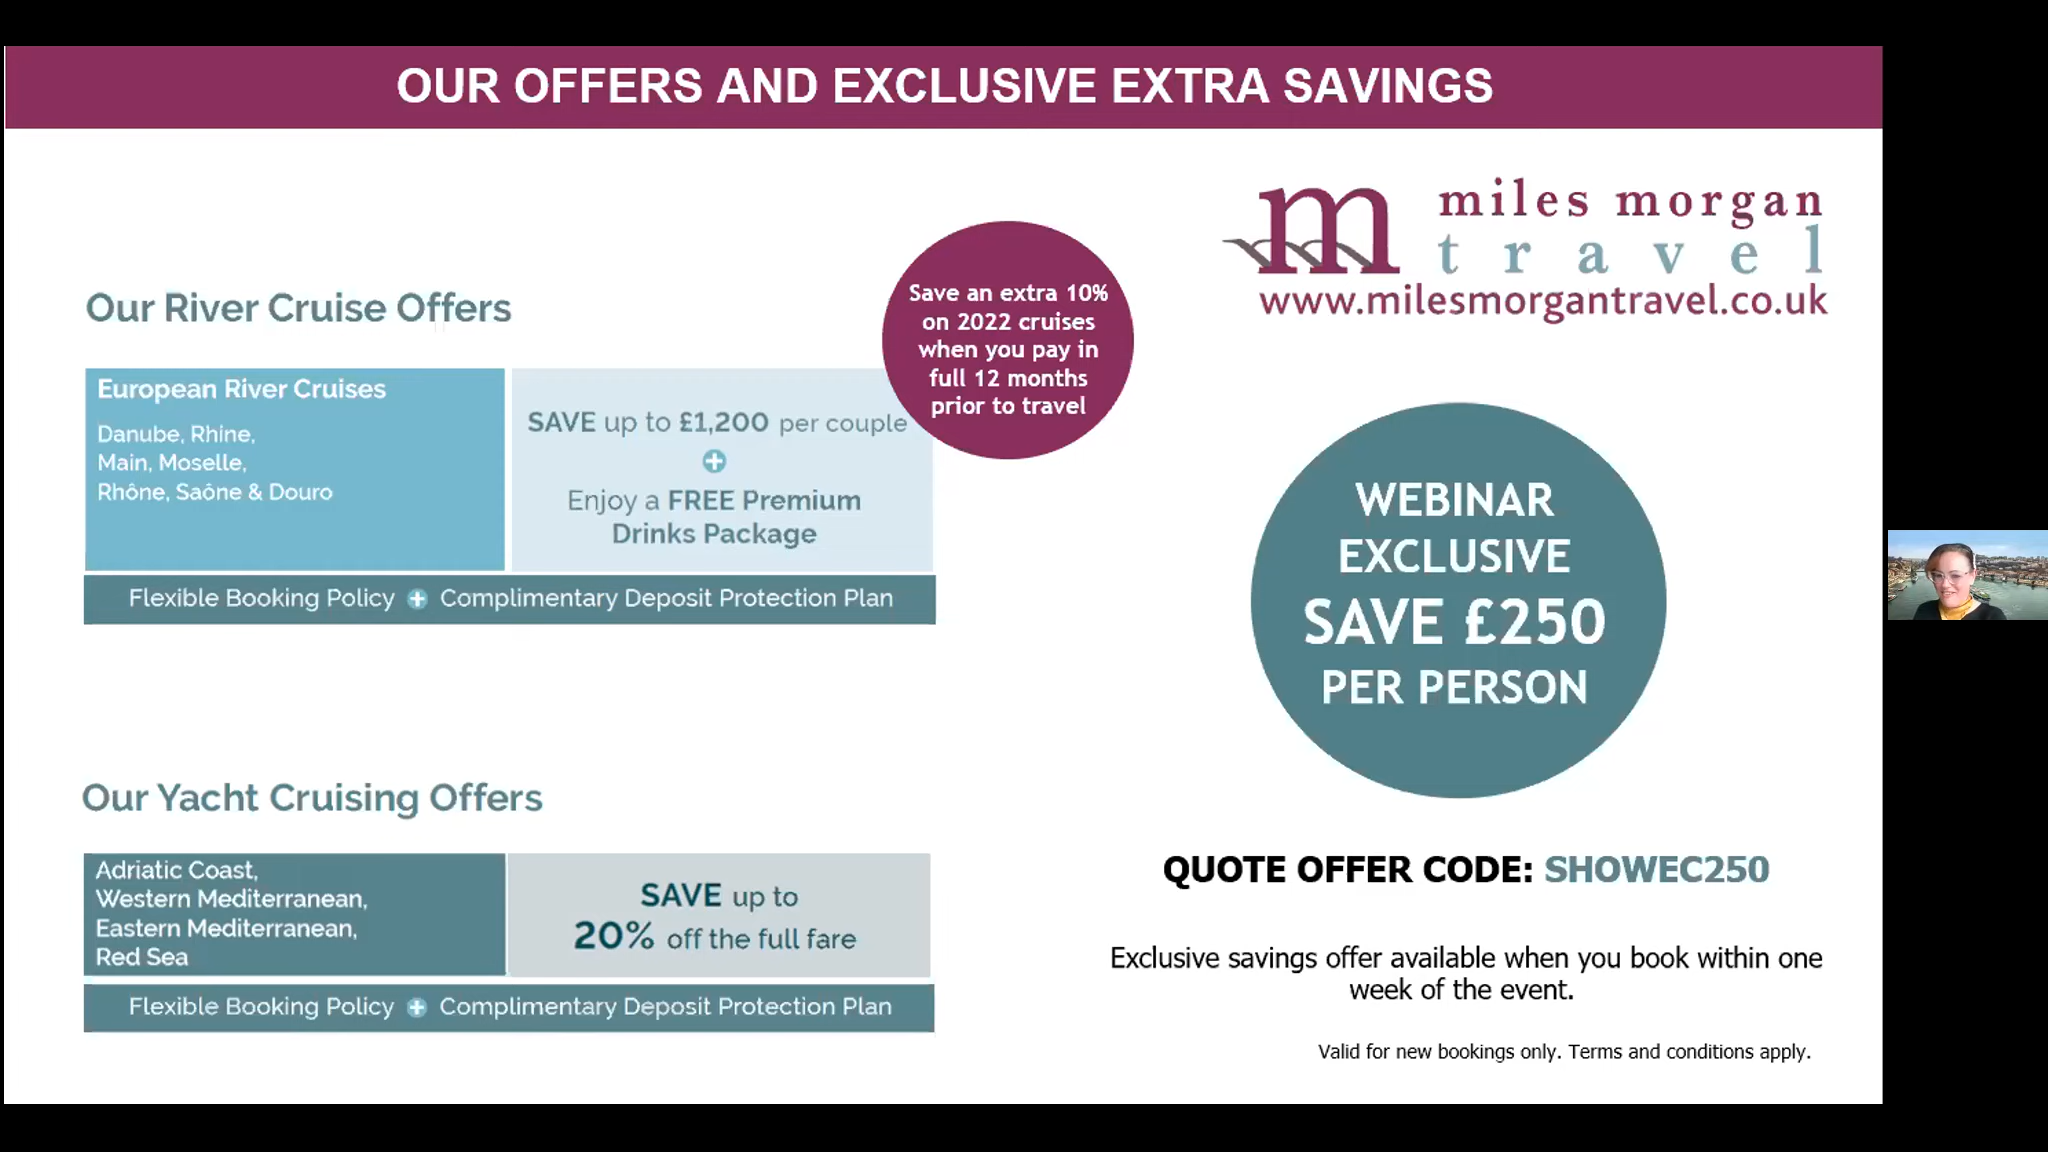 OUR OFFERS AND EXCLUSIVE EXTRA SAVINGS
m miles morgan
travel
www.milesmorgantravel.co.uk
Our River Cruise Offers
European River Cruises
Danube, Rhine,
Main, Moselle,
Rhône, Saône & Douro
SAVE up to £1,200 per couple
+
Enjoy a FREE Premium
Drinks Package
Flexible Booking Policy + Complimentary Deposit Protection Plan
Save an extra 10%
on 2022 cruises
when you pay in
full 12 months
prior to travel
Our Yacht Cruising Offers
Adriatic Coast,
Western Mediterranean,
Eastern Mediterranean,
Red Sea
SAVE up to
20% off the full fare
Flexible Booking Policy + Complimentary Deposit Protection Plan
WEBINAR
EXCLUSIVE
SAVE £250
PER PERSON
QUOTE OFFER CODE: SHOWEC250
Exclusive savings offer available when you book within one
week of the event.
Valid for new bookings only. Terms and conditions apply.